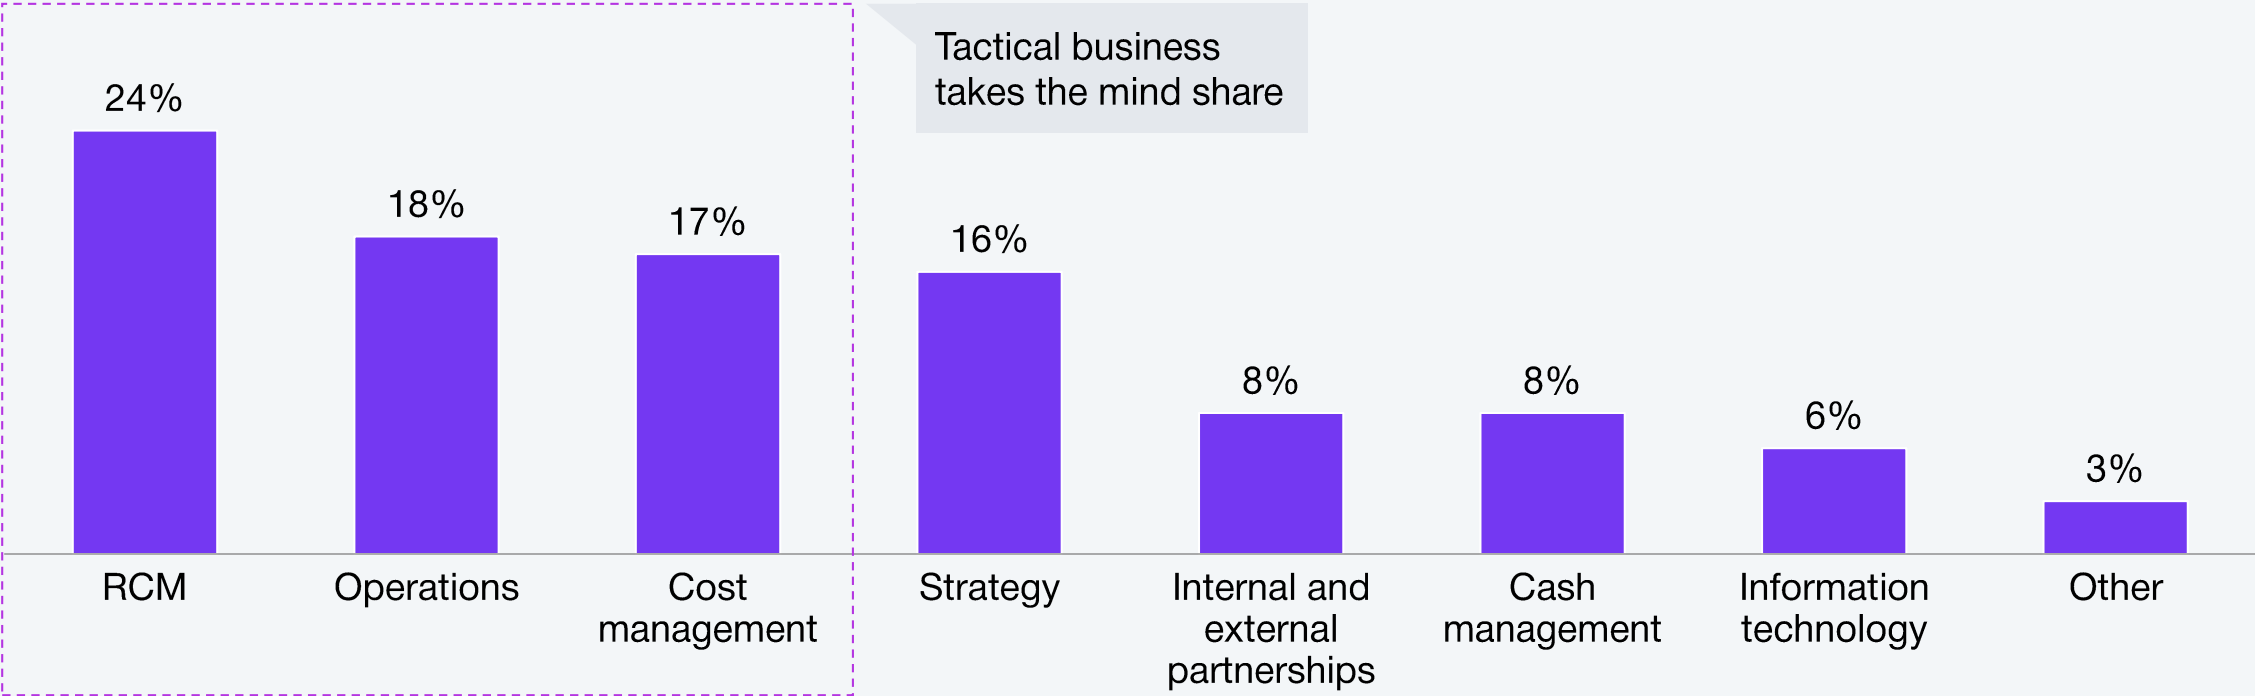 Tactical business
takes the mind share
24%
18%
17%
16%
8%
8%
6%
3%
RCM
Operations
Cost
management
Strategy
Internal and
external
partnerships
Cash
management
Information
technology
Other